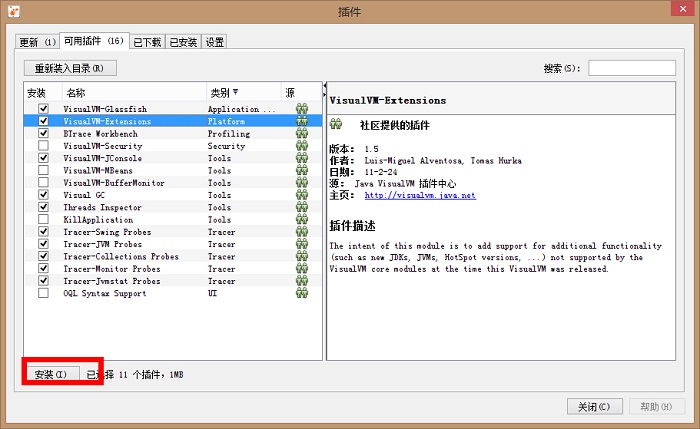 插件
更新 (1) 可用插件 (16) 已下载 已安装 设置
重新装入目录(R) 搜索(S):
安装 名称 类别 源
VisualVM-Glassfish Application ...
VisualVM-Extensions Platform
BTrace Workbench Profiling
VisualVM-Security Security
VisualVM-JConsole Tools
VisualVM-MBeans Tools
VisualVM-BufferMonitor Tools
Visual GC Tools
Threads Inspector Tools
KillApplication Tools
Tracer-Swing Probes Tracer
Tracer-JVM Probes Tracer
Tracer-Collections Probes Tracer
Tracer-Monitor Probes Tracer
Tracer-Jvmstat Probes Tracer
OQL Syntax Support UI
VisualVM-Extensions
社区提供的插件
版本: 1.5
作者: Luis-Miguel Alventosa, Tomas Hurka
日期: 11-2-24
源: Java VisualVM 插件中心
主页: http://visualvm.java.net
插件描述
The intent of this module is to add support for additional functionality
(such as new JDKs, JVMs, HotSpot versions, ...) not supported by the
VisualVM core modules at the time this VisualVM was released.
安装(I) 已选择 11 个插件，1MB
关闭(C) 帮助(H)